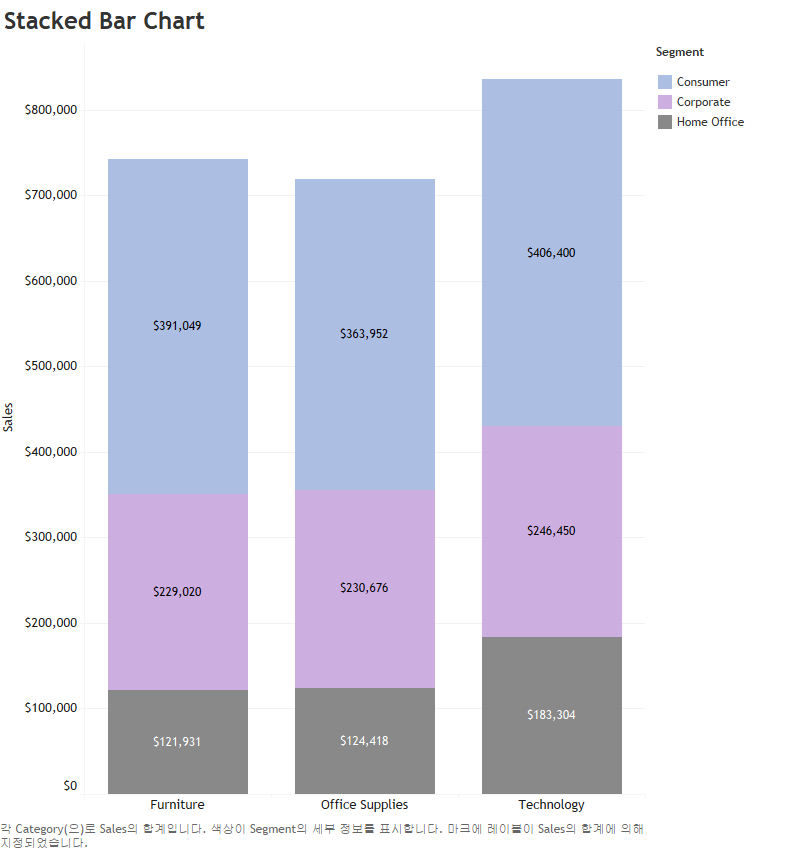 Stacked Bar Chart
Segment
Consumer
Corporate
Home Office
Sales
$800,000
$700,000
$600,000
$500,000
$400,000
$300,000
$200,000
$100,000
$0
$391,049
$229,020
$121,931
$363,952
$230,676
$124,418
$406,400
$246,450
$183,304
Furniture
Office Supplies
Technology
각 Category(으)로 Sales의 합계입니다. 색상이 Segment의 세부 정보를 표시합니다. 마크에 레이블이 Sales의 합계에 의해
지정되었습니다.